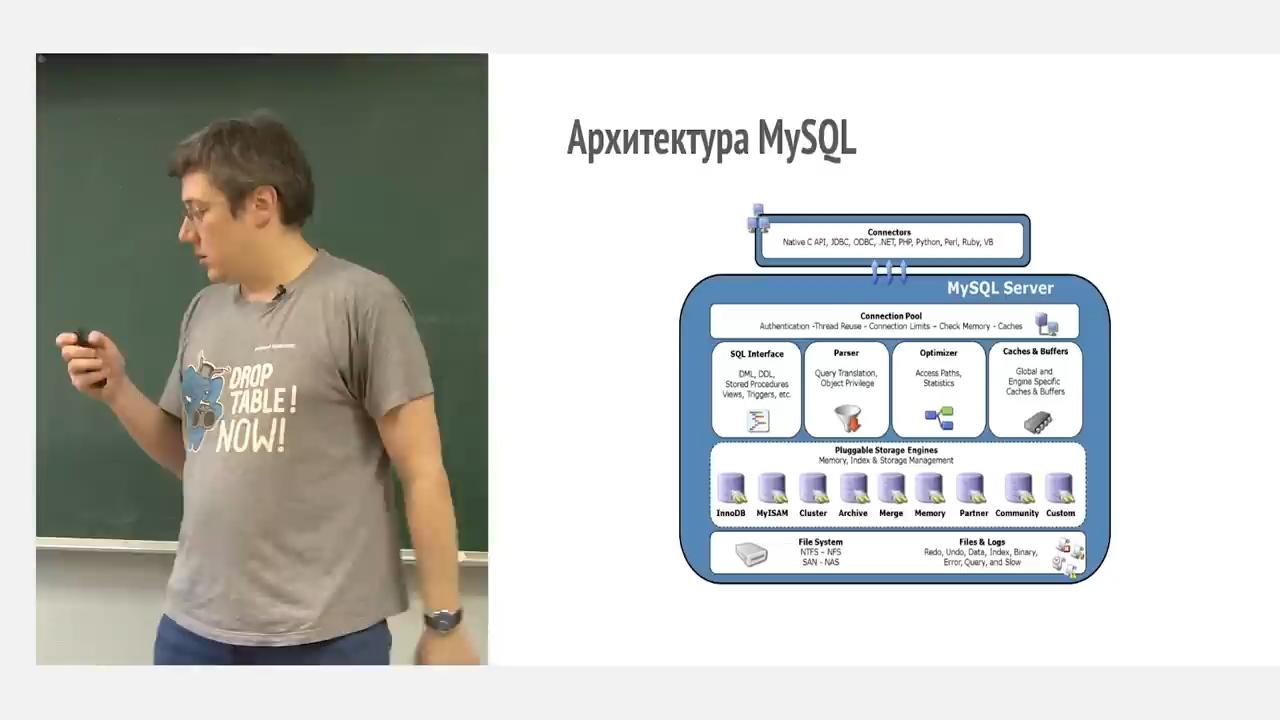 Архитектура MySQL
DROP
TABLE!
NOW!
Connectors
Native C API, JDBC, ODBC, .NET, PHP, Python, Perl, Ruby, VB
MySQL Server
Connection Pool
Authentication -Thread Reuse - Connection Limits – Check Memory - Caches
SQL Interface
DML, DDL,
Stored Procedures
Views, Triggers, etc.
Parser
Query Translation,
Object Privilege
Optimizer
Access Paths,
Statistics
Caches & Buffers
Global and
Engine Specific
Caches & Buffers
Pluggable Storage Engines
Memory, Index & Storage Management
InnoDB MyISAM Cluster Archive Merge Memory Partner Community Custom
File System
NTFS – NFS
SAN - NAS
Files & Logs
Redo, Undo, Data, Index, Binary,
Error, Query, and Slow